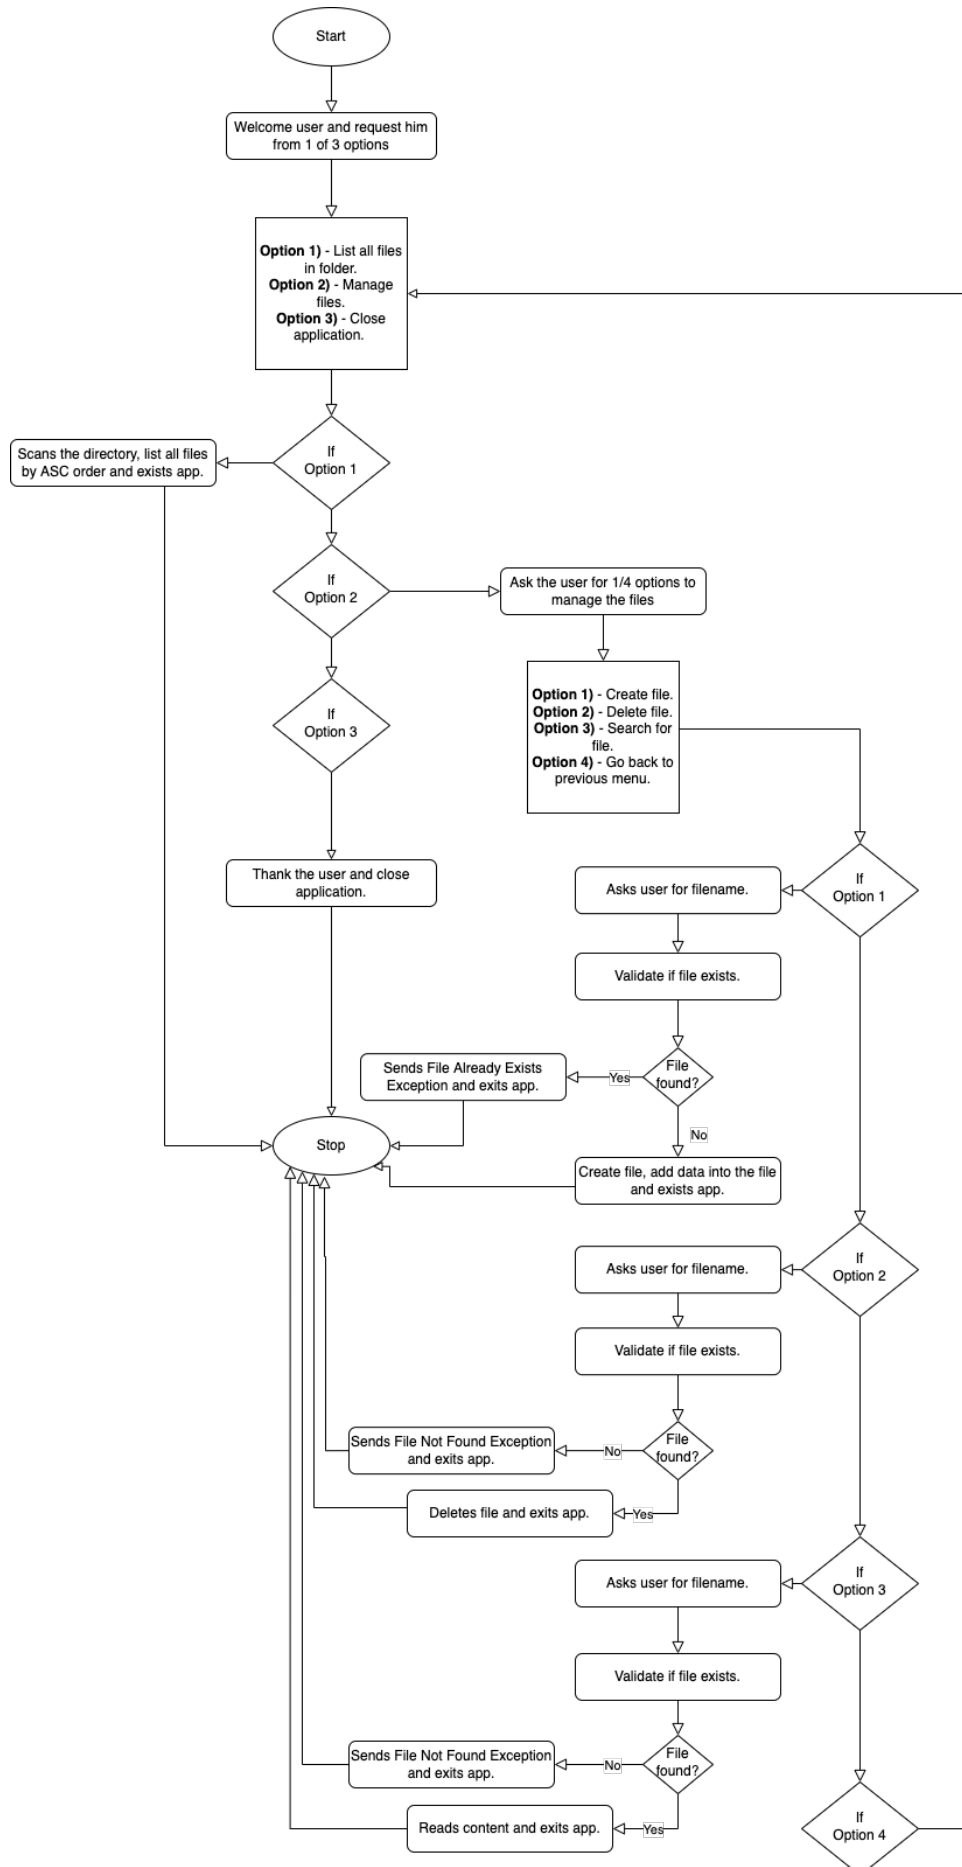 Start
Welcome user and request him
from 1 of 3 options
Option 1) - List all files
in folder.
Option 2) - Manage
files.
Option 3) - Close
application.
If
Option 1
Scans the directory, list all files
by ASC order and exists app.
If
Option 2
Ask the user for 1/4 options to
manage the files
Option 1) - Create file.
Option 2) - Delete file.
Option 3) - Search for
file.
Option 4) - Go back to
previous menu.
If
Option 3
Thank the user and close
application.
If
Option 1
Asks user for filename.
Validate if file exists.
File
found?
Yes
Sends File Already Exists
Exception and exits app.
No
Stop
Create file, add data into the file
and exists app.
If
Option 2
Asks user for filename.
Validate if file exists.
File
found?
No
Sends File Not Found Exception
and exits app.
Yes
Deletes file and exits app.
If
Option 3
Asks user for filename.
Validate if file exists.
File
found?
No
Sends File Not Found Exception
and exits app.
Yes
Reads content and exits app.
If
Option 4